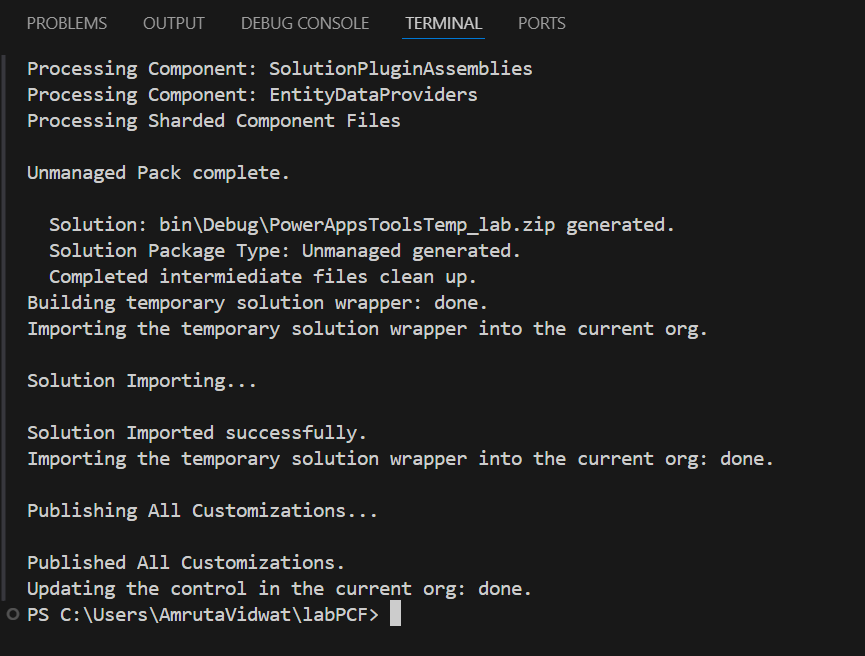 PROBLEMS OUTPUT DEBUG CONSOLE TERMINAL PORTS
Processing Component: SolutionPluginAssemblies
Processing Component: EntityDataProviders
Processing Sharded Component Files
Unmanaged Pack complete.
Solution: bin\Debug\PowerAppsToolsTemp_lab.zip generated.
Solution Package Type: Unmanaged generated.
Completed intermiediate files clean up.
Building temporary solution wrapper: done.
Importing the temporary solution wrapper into the current org.
Solution Importing...
Solution Imported successfully.
Importing the temporary solution wrapper into the current org: done.
Publishing All Customizations...
Published All Customizations.
Updating the control in the current org: done.
PS C:\Users\AmrutaVidwat\labPCF>